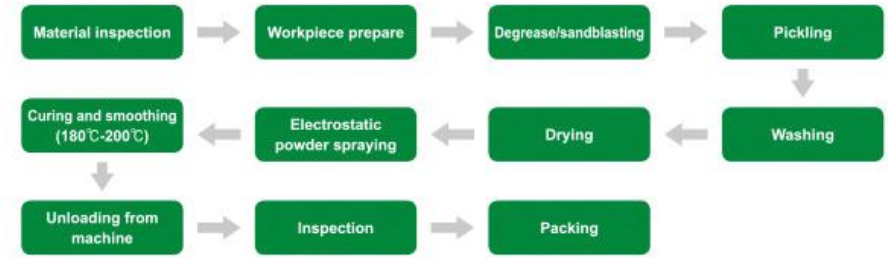 Material inspection
Workpiece prepare
Degrease/sandblasting
Pickling
Washing
Drying
Electrostatic
powder spraying
Curing and smoothing
(180℃-200℃)
Unloading from
machine
Inspection
Packing